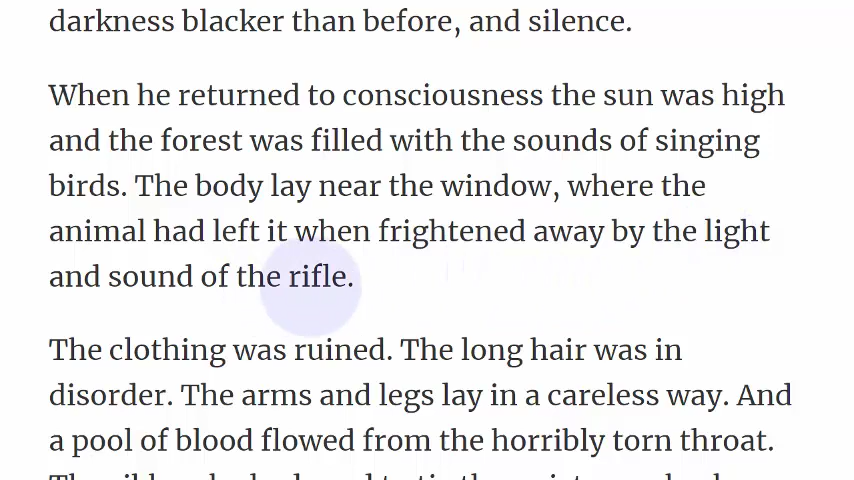 darkness blacker than before, and silence.
When he returned to consciousness the sun was high
and the forest was filled with the sounds of singing
birds. The body lay near the window, where the
animal had left it when frightened away by the light
and sound of the rifle.
The clothing was ruined. The long hair was in
disorder. The arms and legs lay in a careless way. And
a pool of blood flowed from the horribly torn throat.